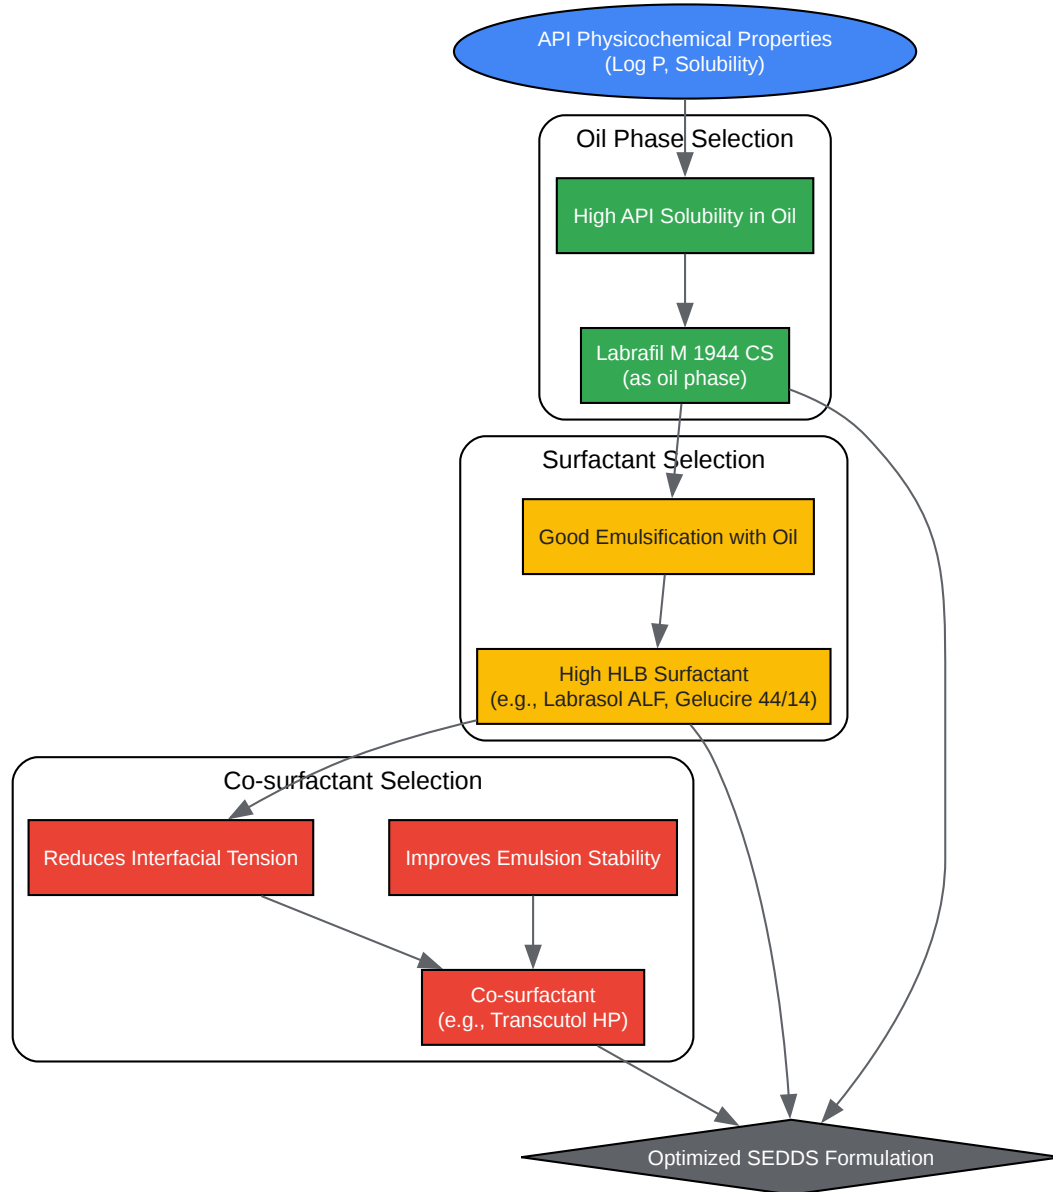 API Physicochemical Properties
(Log P, Solubility)
Oil Phase Selection
High API Solubility in Oil
Labrafil M 1944 CS
(as oil phase)
Surfactant Selection
Good Emulsification with Oil
High HLB Surfactant
(e.g., Labrasol ALF, Gelucire 44/14)
Co-surfactant Selection
Reduces Interfacial Tension
Improves Emulsion Stability
Co-surfactant
(e.g., Transcutol HP)
Optimized SEDDS Formulation